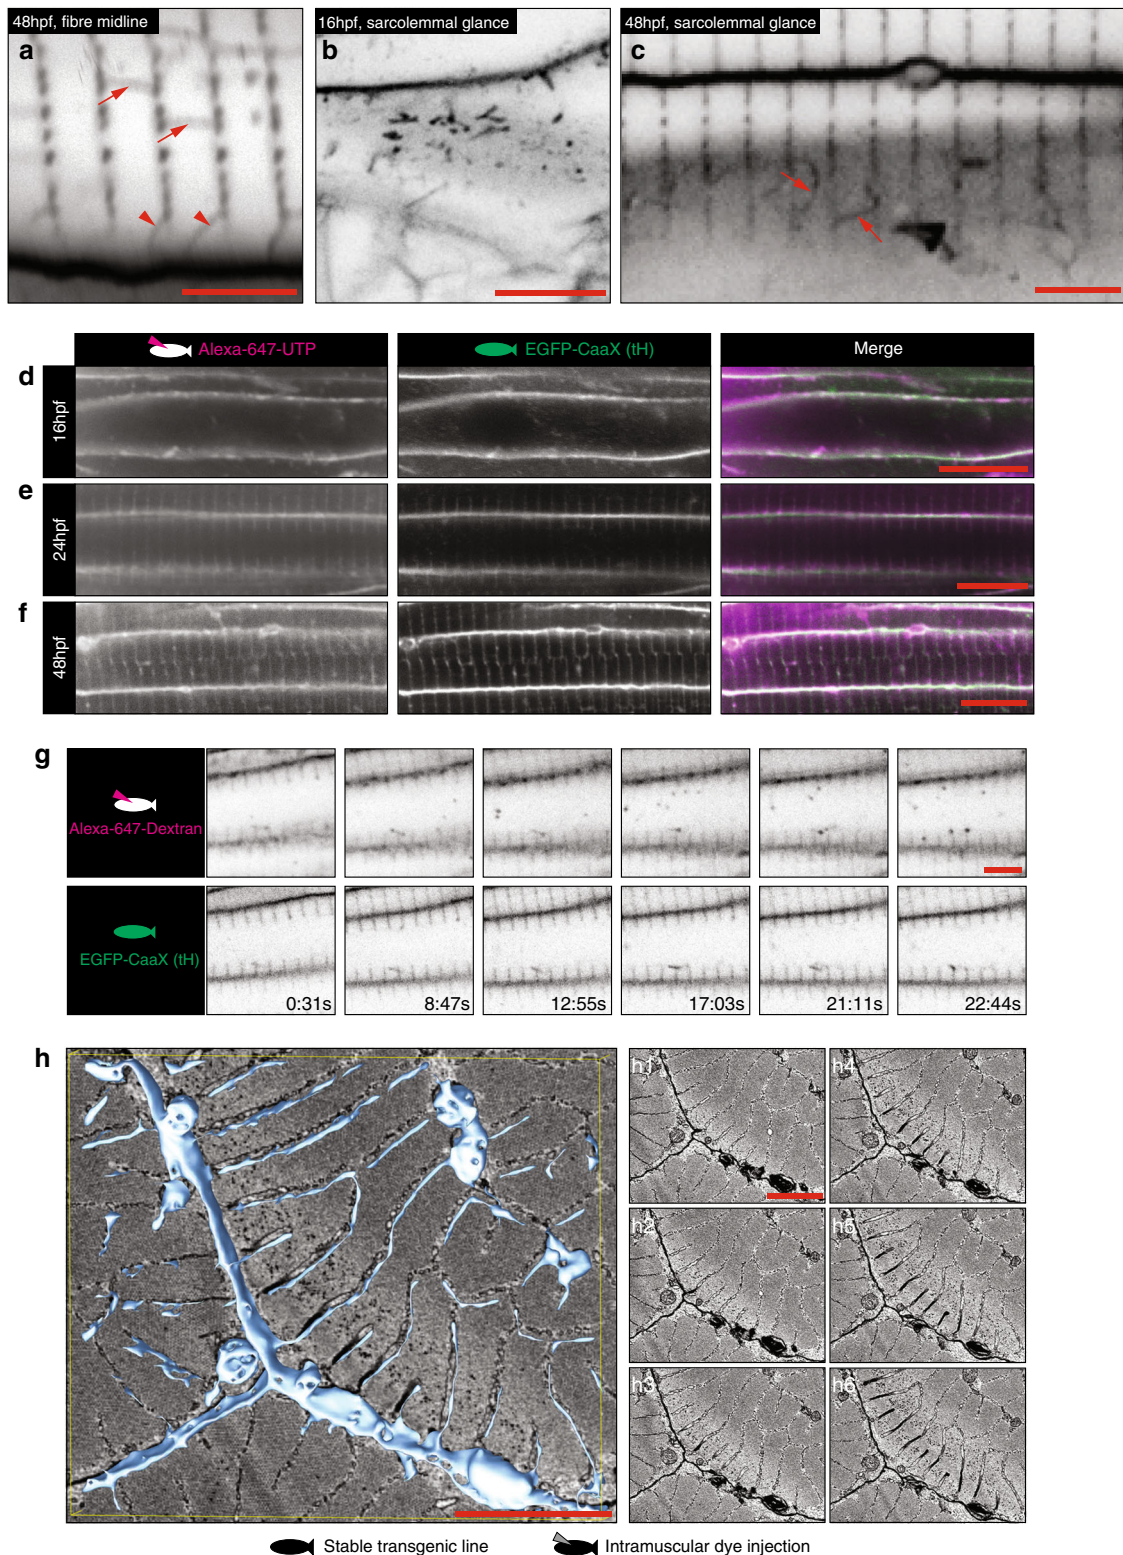 48hpf, fibre midline
a
16hpf, sarcolemmal glance
b
48hpf, sarcolemmal glance
c
Alexa-647-UTP
EGFP-CaaX (tH)
Merge
d
16hpf
e
24hpf
f
48hpf
g
Alexa-647-Dextran
EGFP-CaaX (tH)
0:31s
8:47s
12:55s
17:03s
21:11s
22:44s
h
h1
h4
h2
h5
h3
h6
Stable transgenic line
Intramuscular dye injection